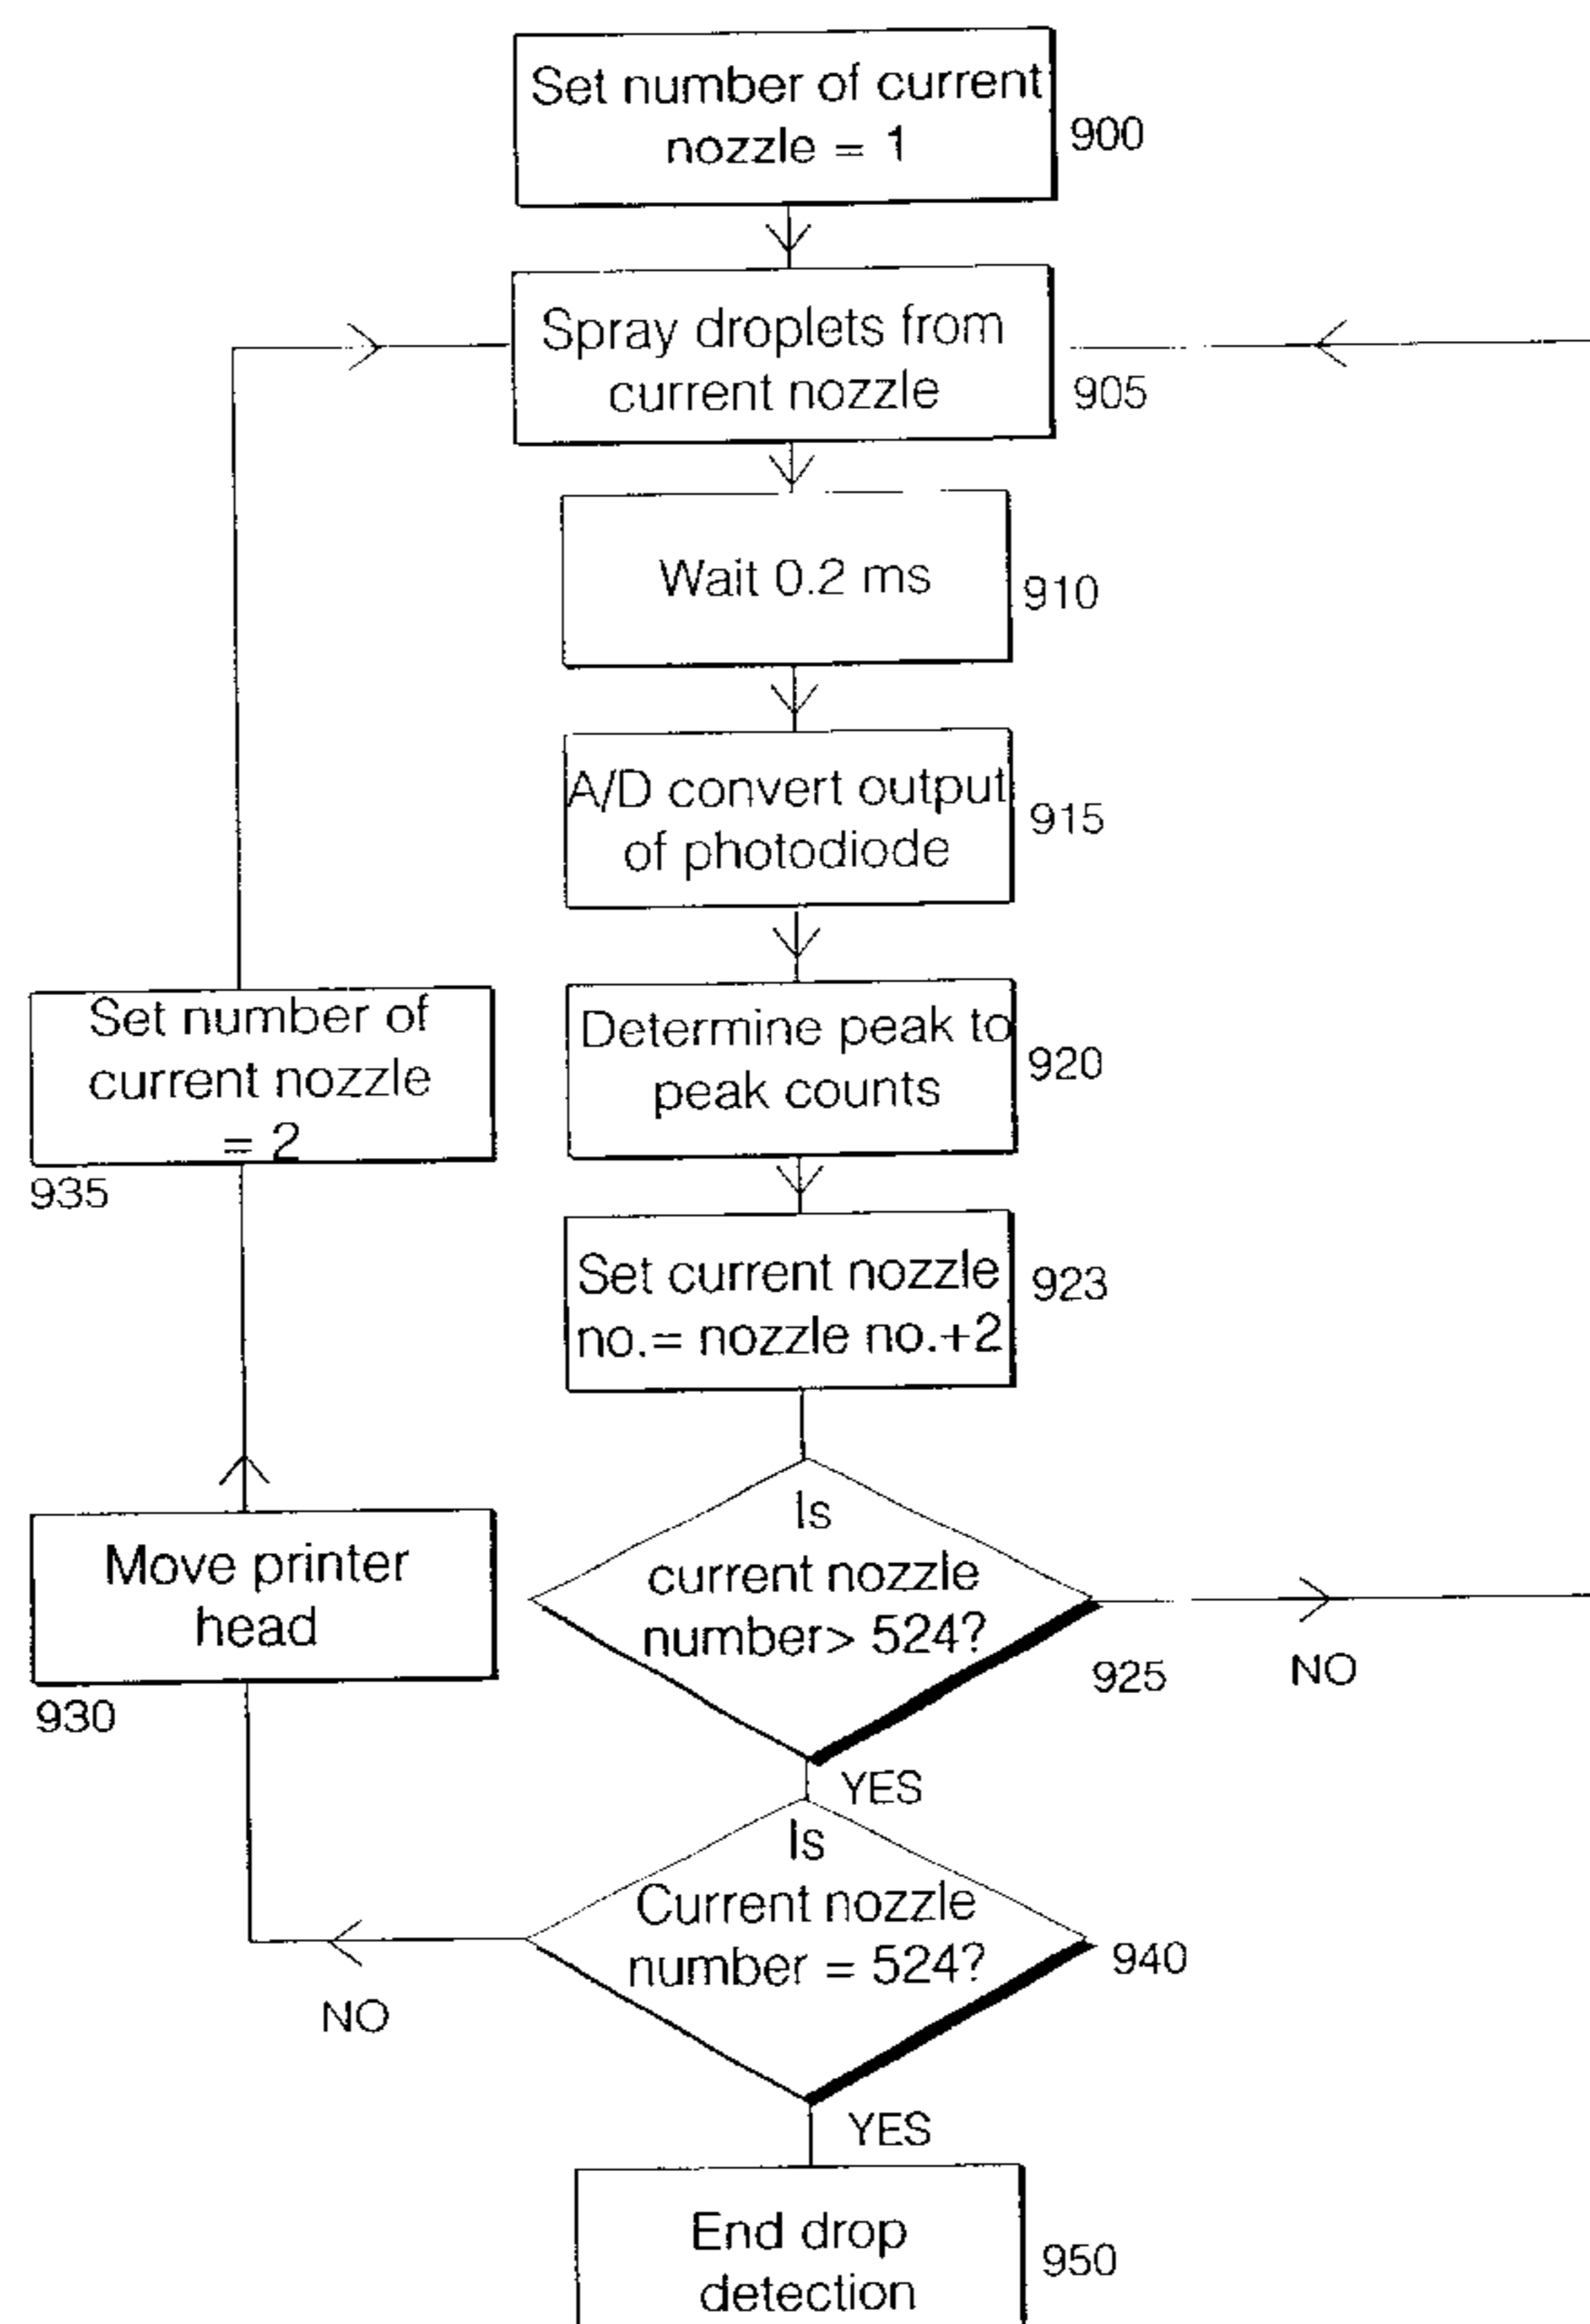 Set number of current
nozzle = 1
900
Spray droplets from
current nozzle
905
Wait 0.2 ms
910
A/D convert output
of photodiode
915
Determine peak to
peak counts
920
Set number of
current nozzle
= 2
935
Set current nozzle
no.= nozzle no.+2
923
Is
current nozzle
number> 524?
925
NO
YES
Move printer
head
930
Is
Current nozzle
number = 524?
940
NO
YES
End drop
detection
950